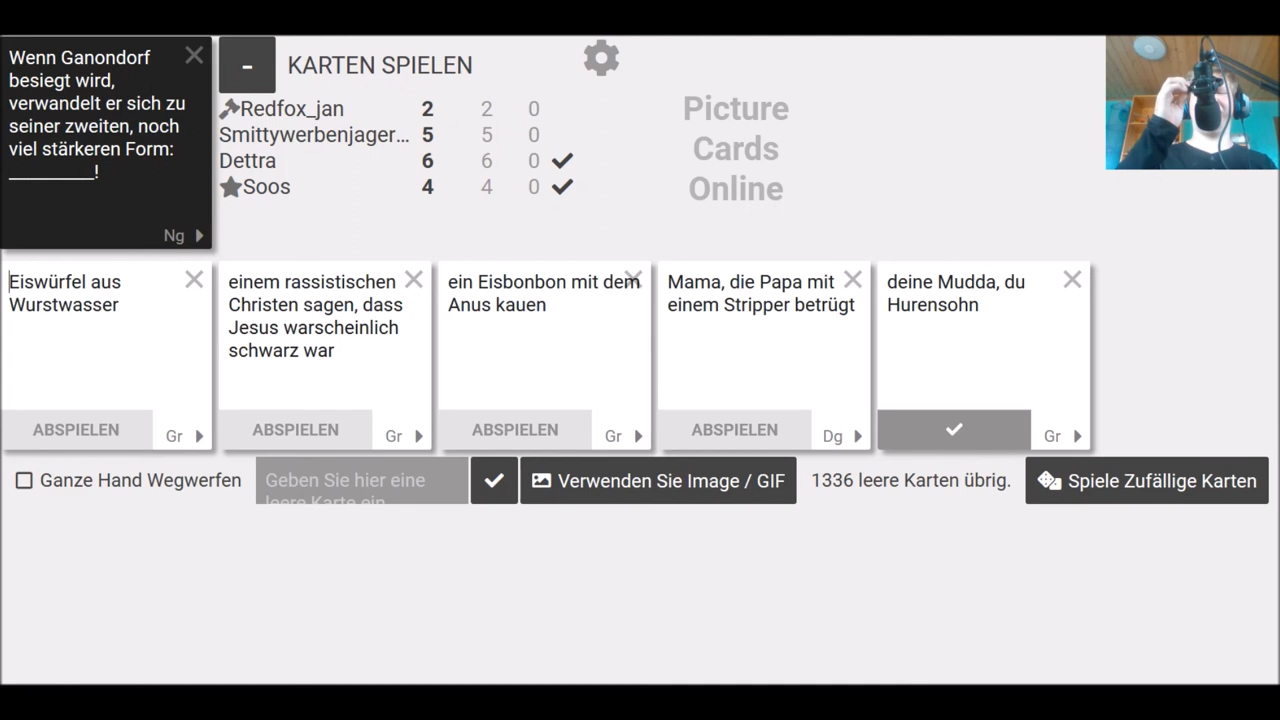 Wenn Ganondorf
besiegt wird,
verwandelt er sich zu
seiner zweiten, noch
viel stärkeren Form:
_________!
Ng
-
KARTEN SPIELEN
Redfox_jan 2 2 0
Smittywerbenjager... 5 5 0
Dettra 6 6 0
Soos 4 4 0
Picture
Cards
Online
Eiswürfel aus
Wurstwasser
ABSPIELEN
Gr
einem rassistischen
Christen sagen, dass
Jesus warscheinlich
schwarz war
ABSPIELEN
Gr
ein Eisbonbon mit dem
Anus kauen
ABSPIELEN
Gr
Mama, die Papa mit
einem Stripper betrügt
ABSPIELEN
Dg
deine Mudda, du
Hurensohn
Gr
Ganze Hand Wegwerfen
Geben Sie hier eine
leere Karte ein
Verwenden Sie Image / GIF
1336 leere Karten übrig.
Spiele Zufällige Karten